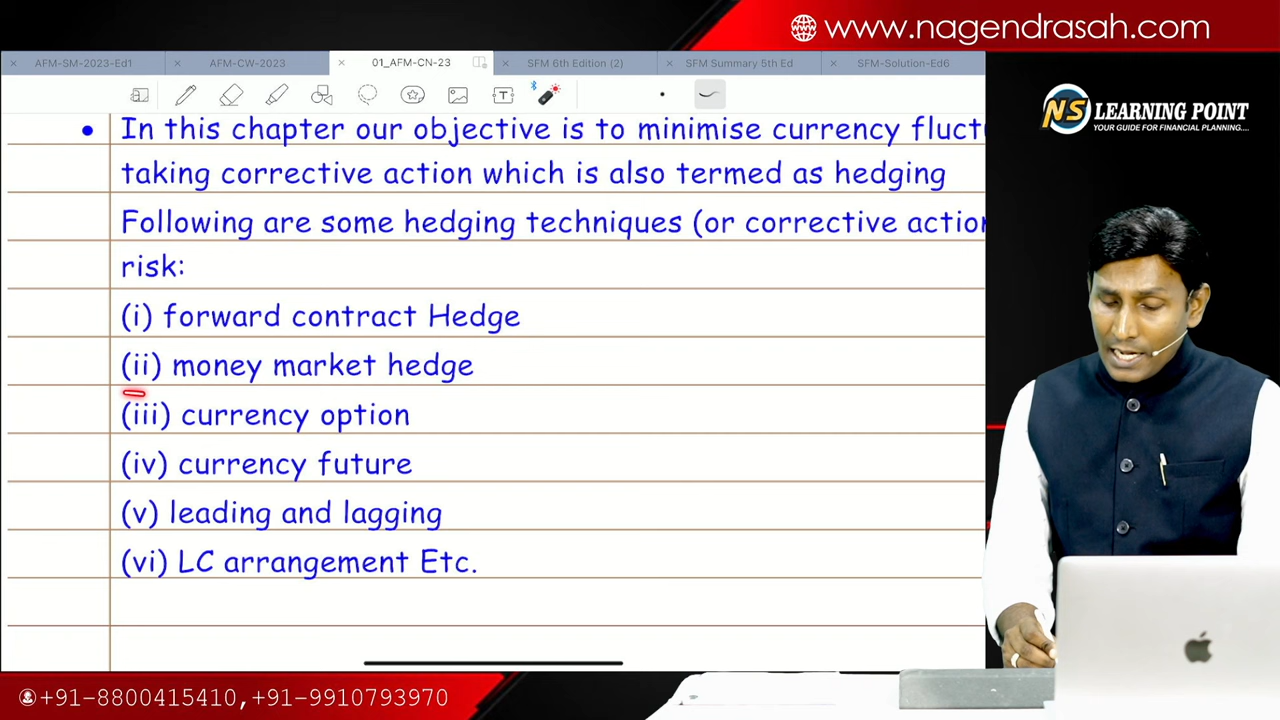 www.nagendrasah.com
AFM-SM-2023-Ed1
AFM-CW-2023
01_AFM-CN-23
SFM 6th Edition (2)
SFM Summary 5th Ed
SFM-Solution-Ed6
NS LEARNING POINT
YOUR GUIDE FOR FINANCIAL PLANNING....
• In this chapter our objective is to minimise currency
taking corrective action which is also termed as hedging
Following are some hedging techniques (or corrective action
risk:
(i) forward contract Hedge
(ii) money market hedge
(iii) currency option
(iv) currency future
(v) leading and lagging
(vi) LC arrangement Etc.
+91-8800415410,+91-9910793970